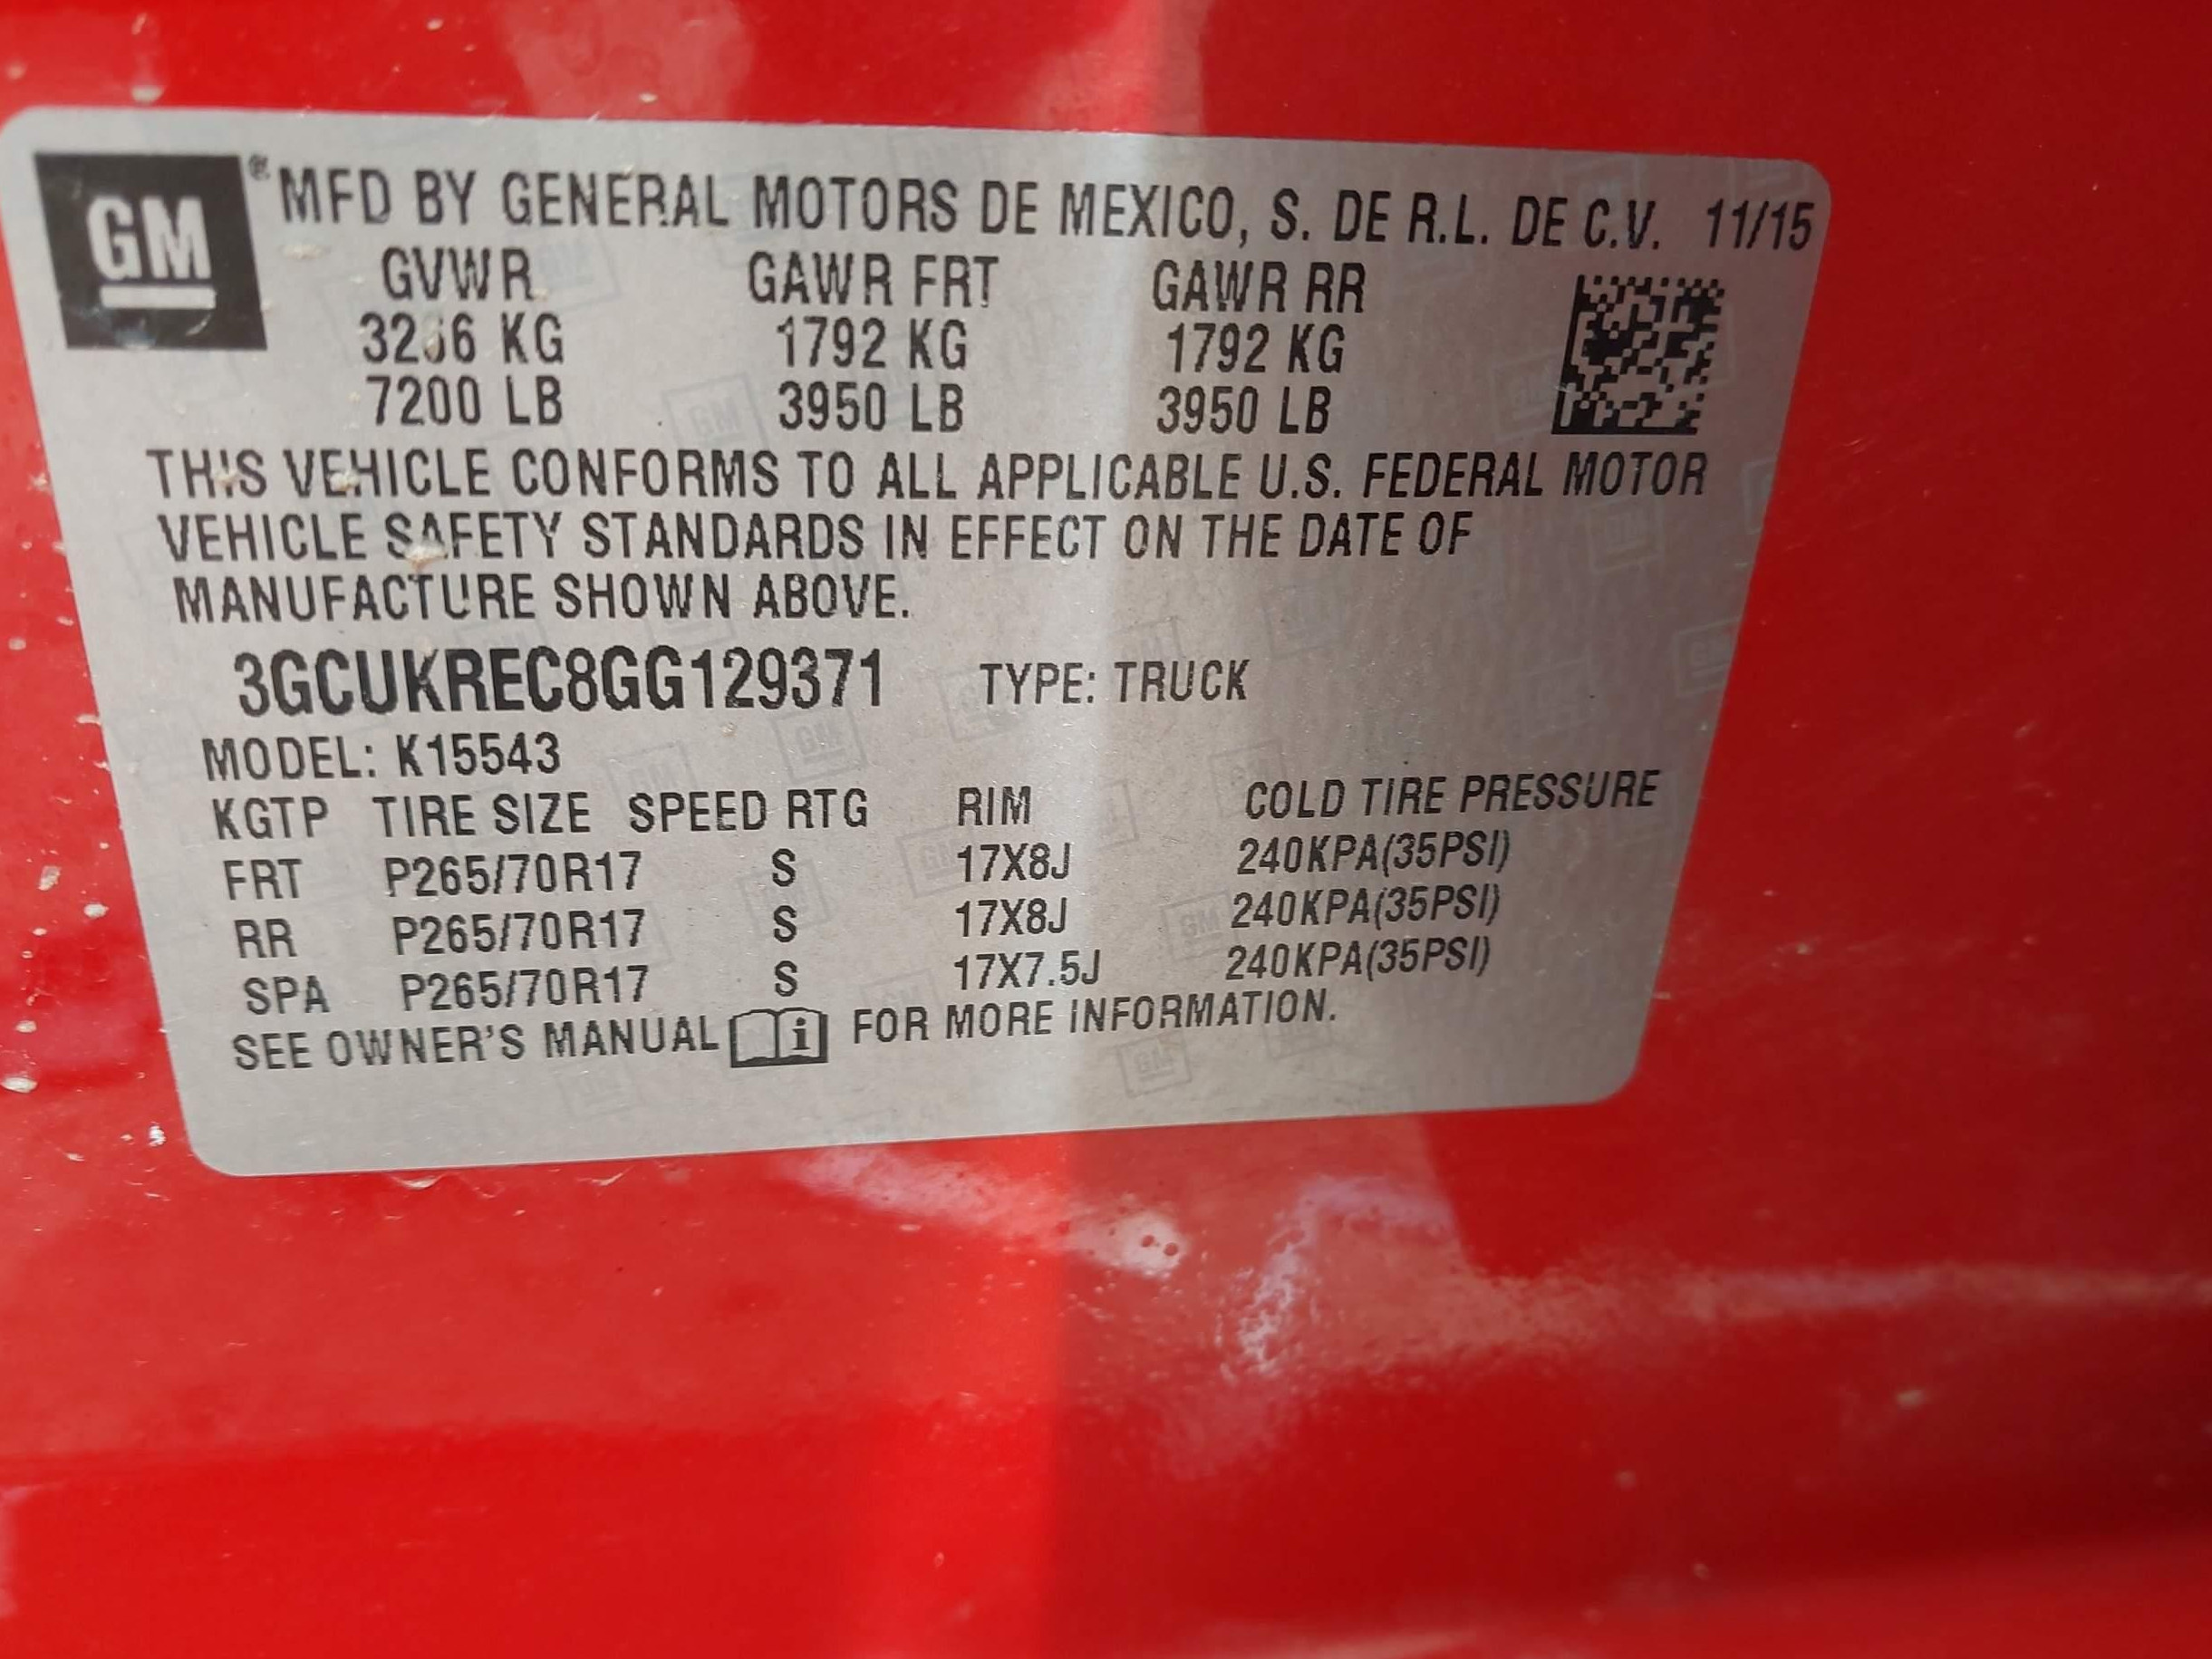 GM ® MFD BY GENERAL MOTORS DE MEXICO, S. DE R.L. DE C.V. 11/15
GVWR GAWR FRT GAWR RR
KG 1792 KG 1792 KG
7200 LB 3950 LB 3950 LB
THIS VEHICLE CONFORMS TO ALL APPLICABLE U.S. FEDERAL MOTOR
VEHICLE SAFETY STANDARDS IN EFFECT ON THE DATE OF
MANUFACTURE SHOWN ABOVE.
3GCUKREC8GG129371 TYPE: TRUCK
MODEL: K15543
KGTP TIRE SIZE SPEED RTG RIM COLD TIRE PRESSURE
FRT P265/70R17 S 17X8J 240KPA(35PSI)
RR P265/70R17 S 17X8J 240KPA(35PSI)
SPA P265/70R17 S 17X7.5J 240KPA(35PSI)
SEE OWNER'S MANUAL i FOR MORE INFORMATION.